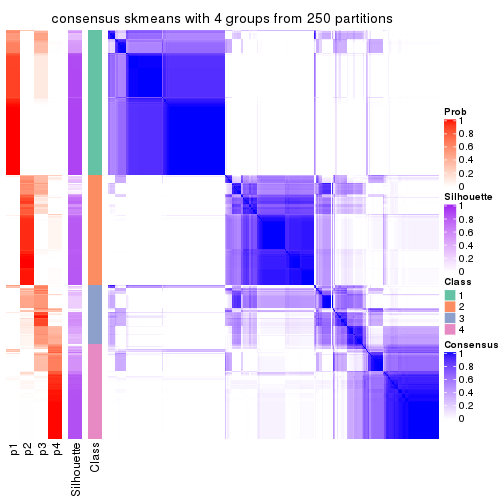 consensus skmeans with 4 groups from 250 partitions
Prob
1
0.8
0.6
0.4
0.2
0
Silhouette
1
0.8
0.6
0.4
0.2
0
Class
1
2
3
4
Consensus
1
0.8
0.6
0.4
0.2
0
p1
p2
p3
p4
Silhouette
Class